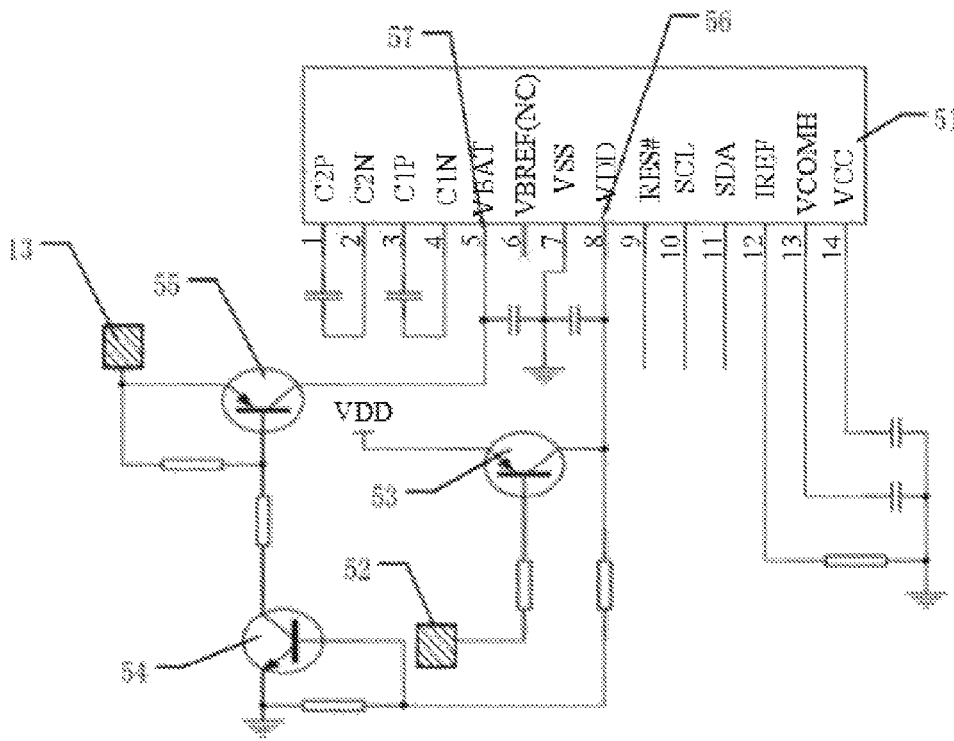 57
56
51
C2P
C2N
C1P
C1N
VBAT
VBREF(NC)
VSS
VDD
RES#
SCL
SDA
IREF
VCOMH
VCC
1
2
3
4
5
6
7
8
9
10
11
12
13
14
13
55
VDD
53
52
54